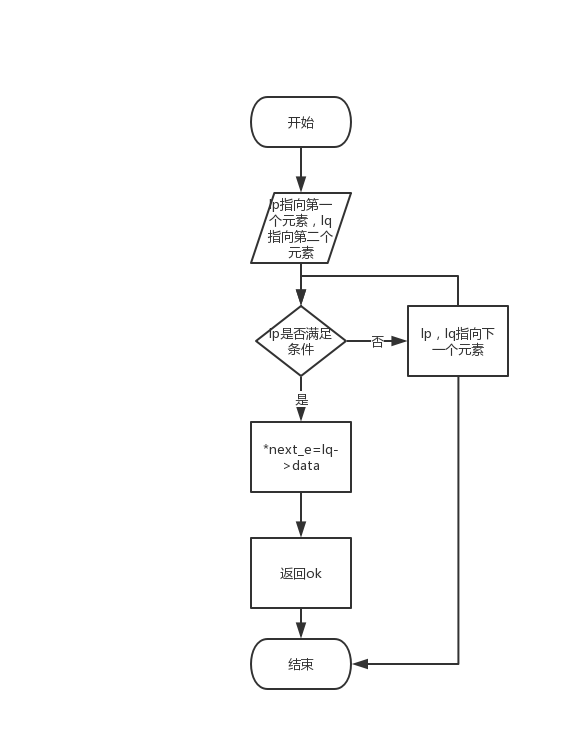 开始
lp指向第一
个元素，lq
指向第二个
元素
lp是否满足
条件
否
lp，lq指向下
一个元素
是
*next_e=lq-
>data
返回ok
结束